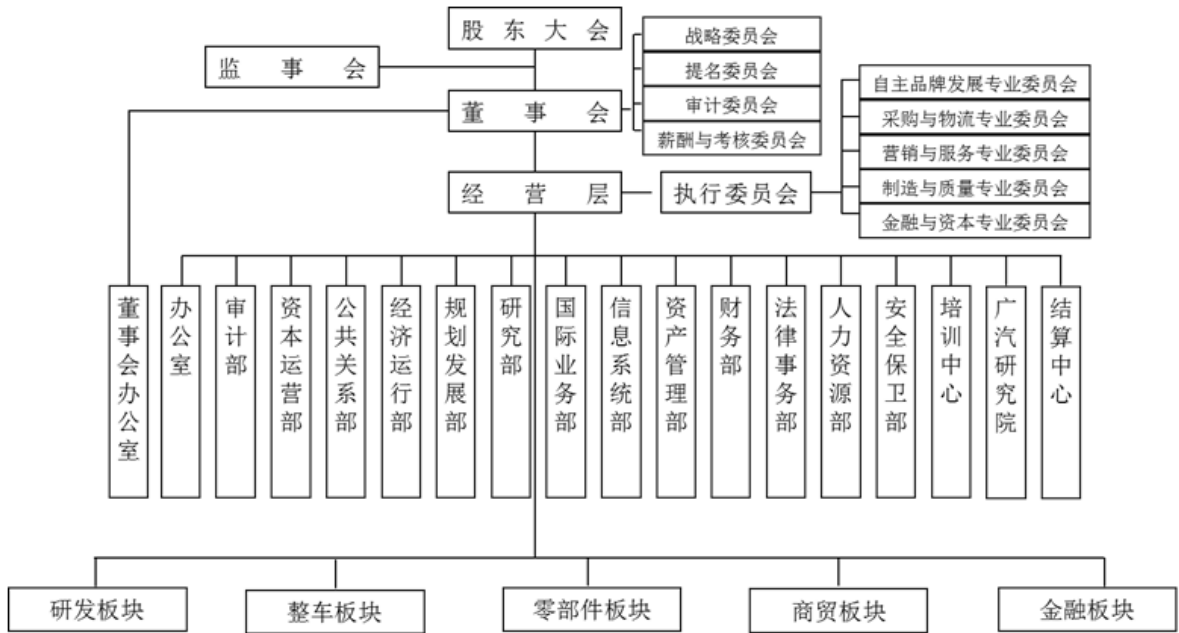 股东大会
监事会
董事会
战略委员会
提名委员会
审计委员会
薪酬与考核委员会
经营层
执行委员会
自主品牌发展专业委员会
采购与物流专业委员会
营销与服务专业委员会
制造与质量专业委员会
金融与资本专业委员会
董事会办公室
办公室
审计部
资本运营部
公共关系部
经济运行部
规划发展部
研究部
国际业务部
信息系统部
资产管理部
财务部
法律事务部
人力资源部
安全保卫部
培训中心
广汽研究院
结算中心
研发板块
整车板块
零部件板块
商贸板块
金融板块